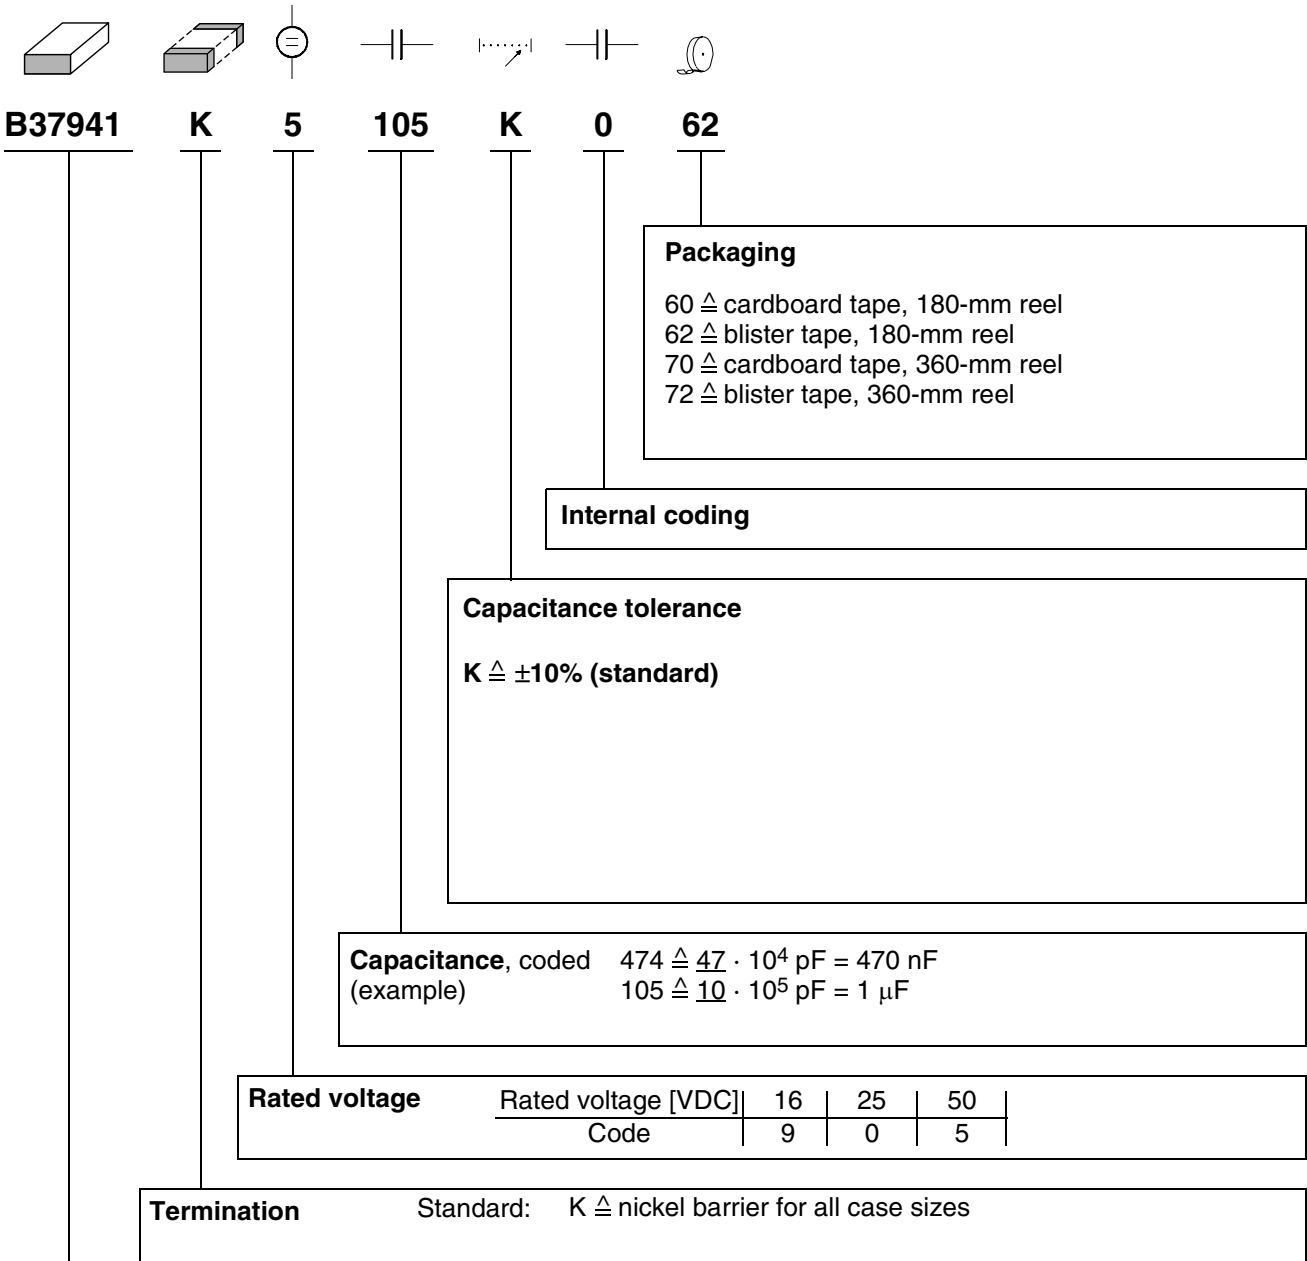 B37941 K 5 105 K 0 62
Packaging
60 ≙ cardboard tape, 180-mm reel
62 ≙ blister tape, 180-mm reel
70 ≙ cardboard tape, 360-mm reel
72 ≙ blister tape, 360-mm reel
Internal coding
Capacitance tolerance
K ≙ ±10% (standard)
Capacitance, coded 474 ≙ 47 · 10⁴ pF = 470 nF
(example) 105 ≙ 10 · 10⁵ pF = 1 μF
Rated voltage Rated voltage [VDC] 16 25 50
Code 9 0 5
Termination Standard: K ≙ nickel barrier for all case sizes